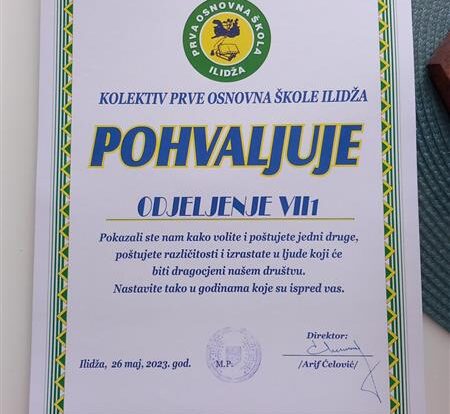 PRVA OSNOVNA ŠKOLA
ILIDŽA
KOLEKTIV PRVE OSNOVNA ŠKOLE ILIDŽA
POHVALJUJE
ODJELJENJE VII1
Pokazali ste nam kako volite i poštujete jedni druge,
poštujete različitosti i izrastate u ljude koji će
biti dragocjeni našem društvu.
Nastavite tako u godinama koje su ispred vas.
Direktor:
Ilidža, 26 maj, 2023. god.
M.P.
/Arif Ćelović/